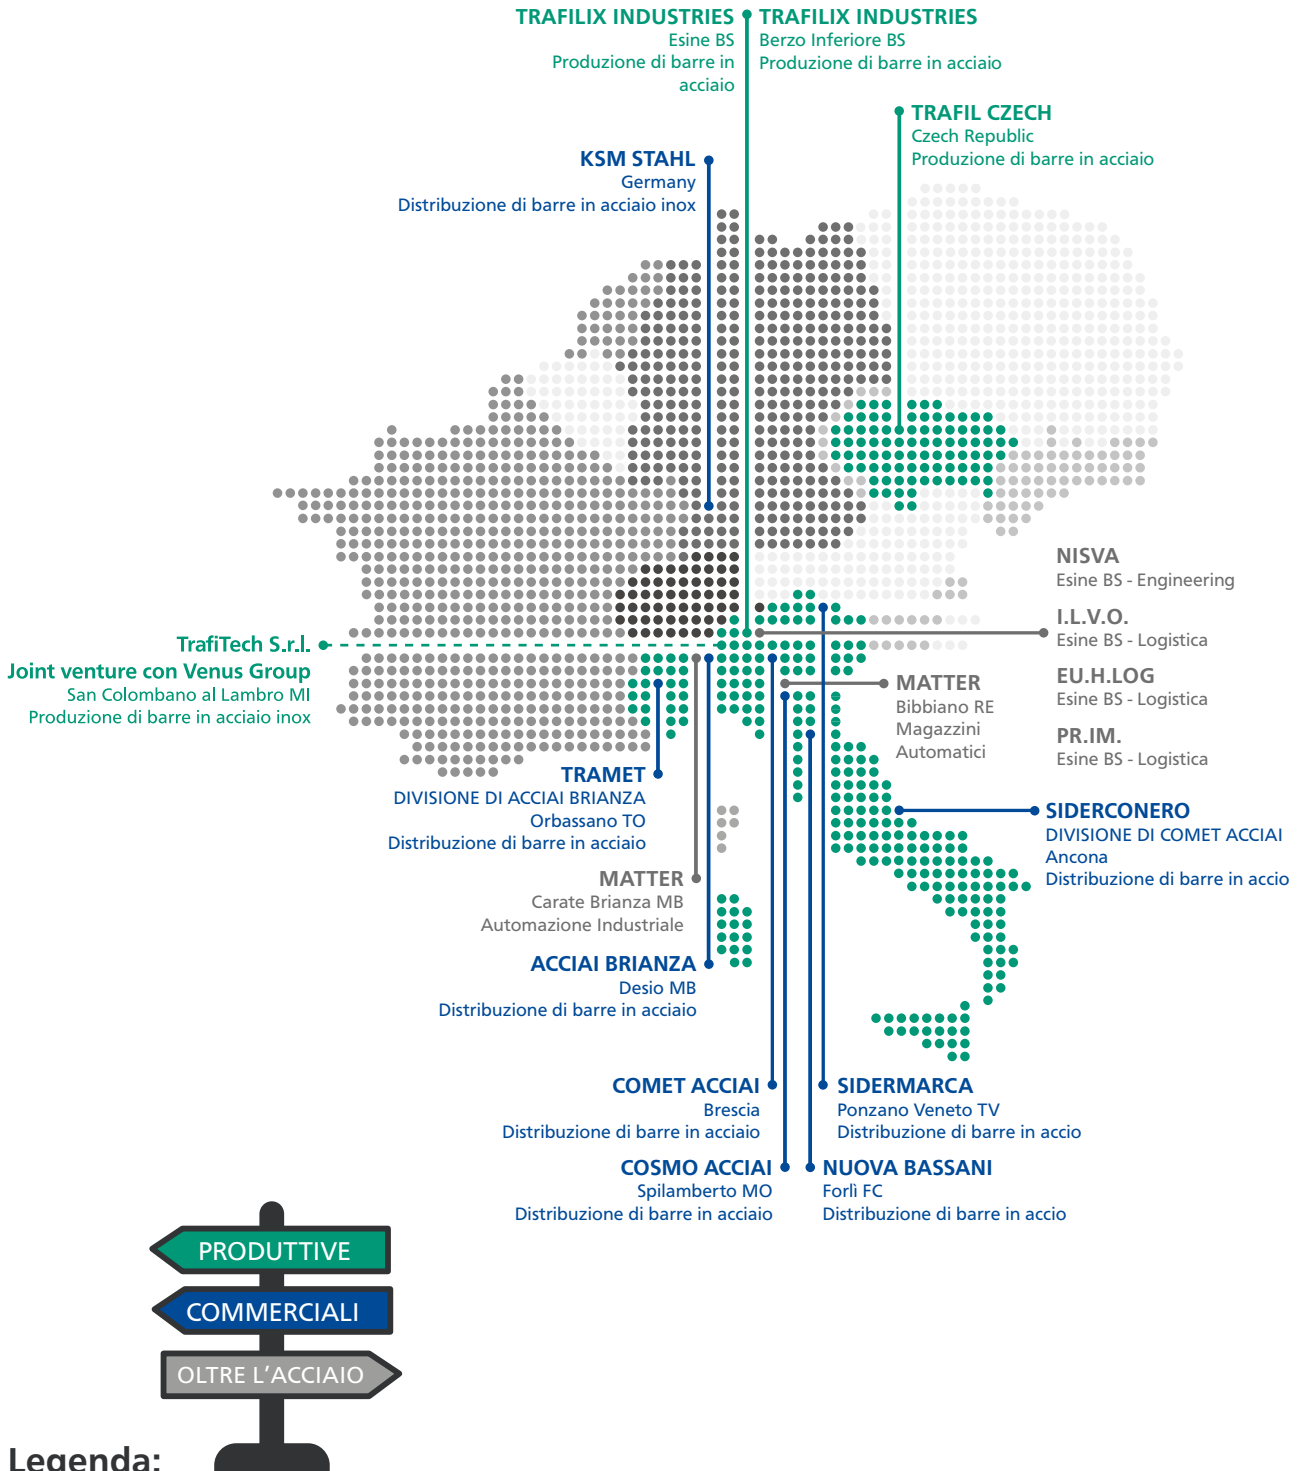 TRAFILIX INDUSTRIES
Esine BS
Produzione di barre in
acciaio
TRAFILIX INDUSTRIES
Berzo Inferiore BS
Produzione di barre in acciaio
TRAFIL CZECH
Czech Republic
Produzione di barre in acciaio
KSM STAHL
Germany
Distribuzione di barre in acciaio inox
NISVA
Esine BS - Engineering
I.L.V.O.
Esine BS - Logistica
EU.H.LOG
Esine BS - Logistica
PR.IM.
Esine BS - Logistica
TrafiTech S.r.l.
Joint venture con Venus Group
San Colombano al Lambro MI
Produzione di barre in acciaio inox
MATTER
Bibbiano RE
Magazzini
Automatici
TRAMET
DIVISIONE DI ACCIAI BRIANZA
Orbassano TO
Distribuzione di barre in acciaio
SIDERCONERO
DIVISIONE DI COMET ACCIAI
Ancona
Distribuzione di barre in accio
MATTER
Carate Brianza MB
Automazione Industriale
ACCIAI BRIANZA
Desio MB
Distribuzione di barre in acciaio
COMET ACCIAI
Brescia
Distribuzione di barre in acciaio
SIDERMARCA
Ponzano Veneto TV
Distribuzione di barre in accio
COSMO ACCIAI
Spilamberto MO
Distribuzione di barre in acciaio
NUOVA BASSANI
Forlì FC
Distribuzione di barre in accio
PRODUTTIVE
COMMERCIALI
OLTRE L'ACCIAIO
Legenda: